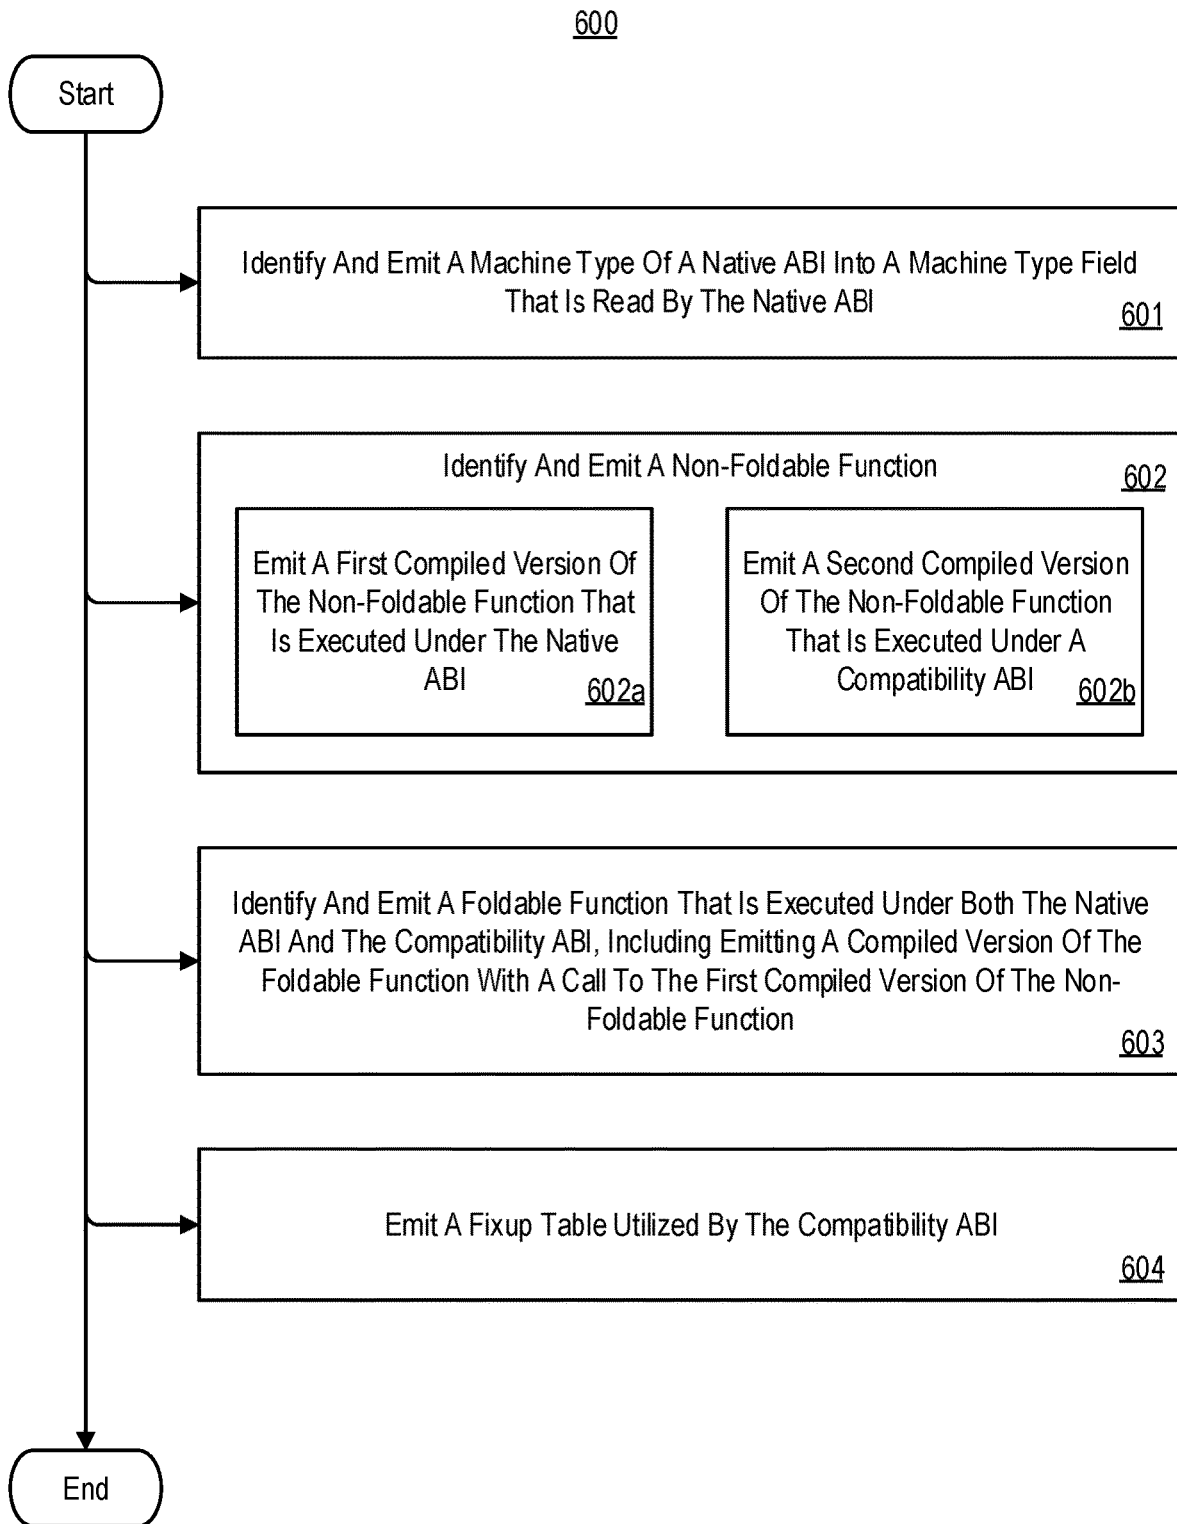 600
Start
Identify And Emit A Machine Type Of A Native ABI Into A Machine Type Field
That Is Read By The Native ABI
601
Identify And Emit A Non-Foldable Function
602
Emit A First Compiled Version Of
The Non-Foldable Function That
Is Executed Under The Native
ABI
602a
Emit A Second Compiled Version
Of The Non-Foldable Function
That Is Executed Under A
Compatibility ABI
602b
Identify And Emit A Foldable Function That Is Executed Under Both The Native
ABI And The Compatibility ABI, Including Emitting A Compiled Version Of The
Foldable Function With A Call To The First Compiled Version Of The Non-
Foldable Function
603
Emit A Fixup Table Utilized By The Compatibility ABI
604
End